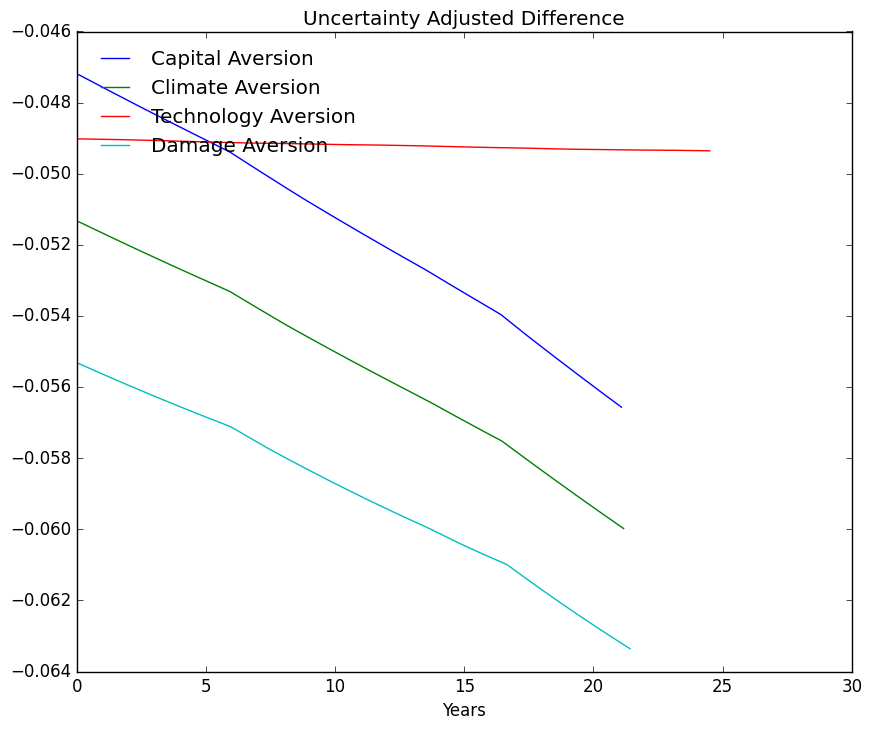 Uncertainty Adjusted Difference
−0.046
−0.048
−0.050
−0.052
−0.054
−0.056
−0.058
−0.060
−0.062
−0.064
Capital Aversion
Climate Aversion
Technology Aversion
Damage Aversion
0 5 10 15 20 25 30
Years